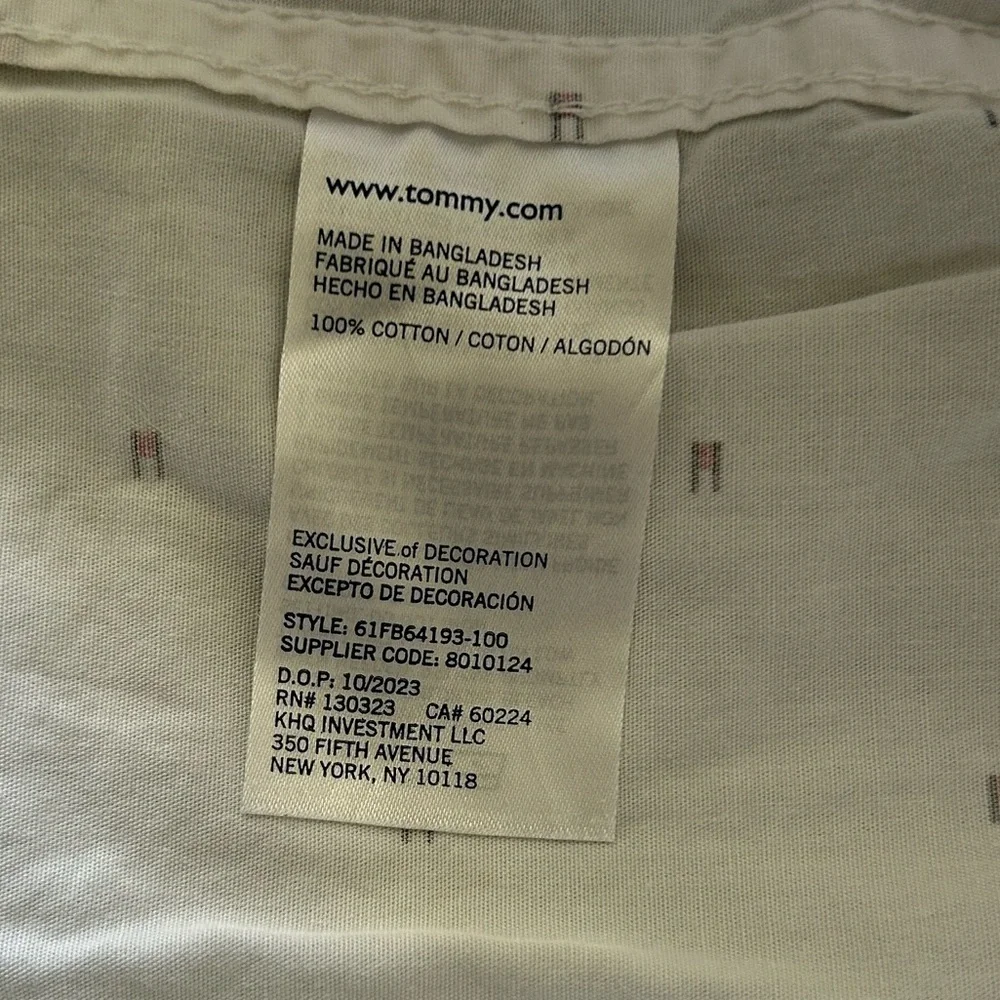 www.tommy.com
MADE IN BANGLADESH
FABRIQUÉ AU BANGLADESH
HECHO EN BANGLADESH
100% COTTON / COTON / ALGODÓN
EXCLUSIVE of DECORATION
SAUF DÉCORATION
EXCEPTO DE DECORACIÓN
STYLE: 61FB64193-100
SUPPLIER CODE: 8010124
D.O.P: 10/2023
RN# 130323 CA# 60224
KHQ INVESTMENT LLC
350 FIFTH AVENUE
NEW YORK, NY 10118